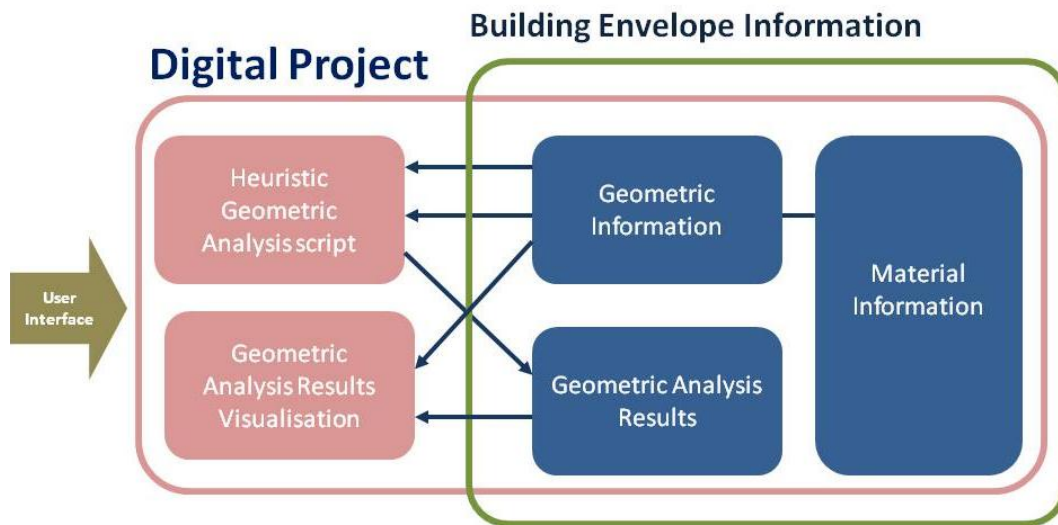 Building Envelope Information
Digital Project
Heuristic
Geometric
Analysis script
Geometric
Information
Material
Information
User
Interface
Geometric
Analysis Results
Visualisation
Geometric Analysis
Results